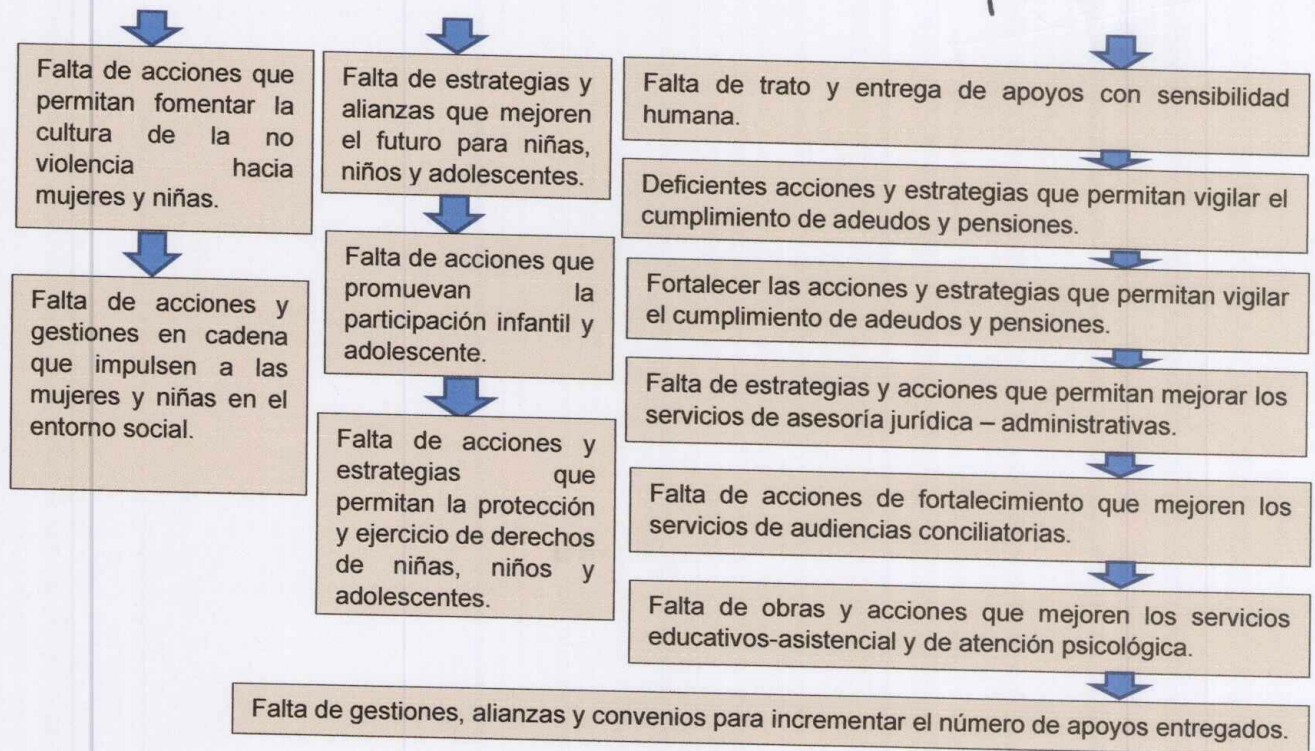 Falta de acciones que
permitan fomentar la
cultura de la no
violencia hacia
mujeres y niñas.
Falta de acciones y
gestiones en cadena
que impulsen a las
mujeres y niñas en el
entorno social.
Falta de estrategias y
alianzas que mejoren
el futuro para niñas,
niños y adolescentes.
Falta de acciones que
promuevan la
participación infantil y
adolescente.
Falta de acciones y
estrategias que
permitan la protección
y ejercicio de derechos
de niñas, niños y
adolescentes.
Falta de trato y entrega de apoyos con sensibilidad
humana.
Deficientes acciones y estrategias que permitan vigilar el
cumplimiento de adeudos y pensiones.
Fortalecer las acciones y estrategias que permitan vigilar
el cumplimiento de adeudos y pensiones.
Falta de estrategias y acciones que permitan mejorar los
servicios de asesoría jurídica – administrativas.
Falta de acciones de fortalecimiento que mejoren los
servicios de audiencias conciliatorias.
Falta de obras y acciones que mejoren los servicios
educativos-asistencial y de atención psicológica.
Falta de gestiones, alianzas y convenios para incrementar el número de apoyos entregados.